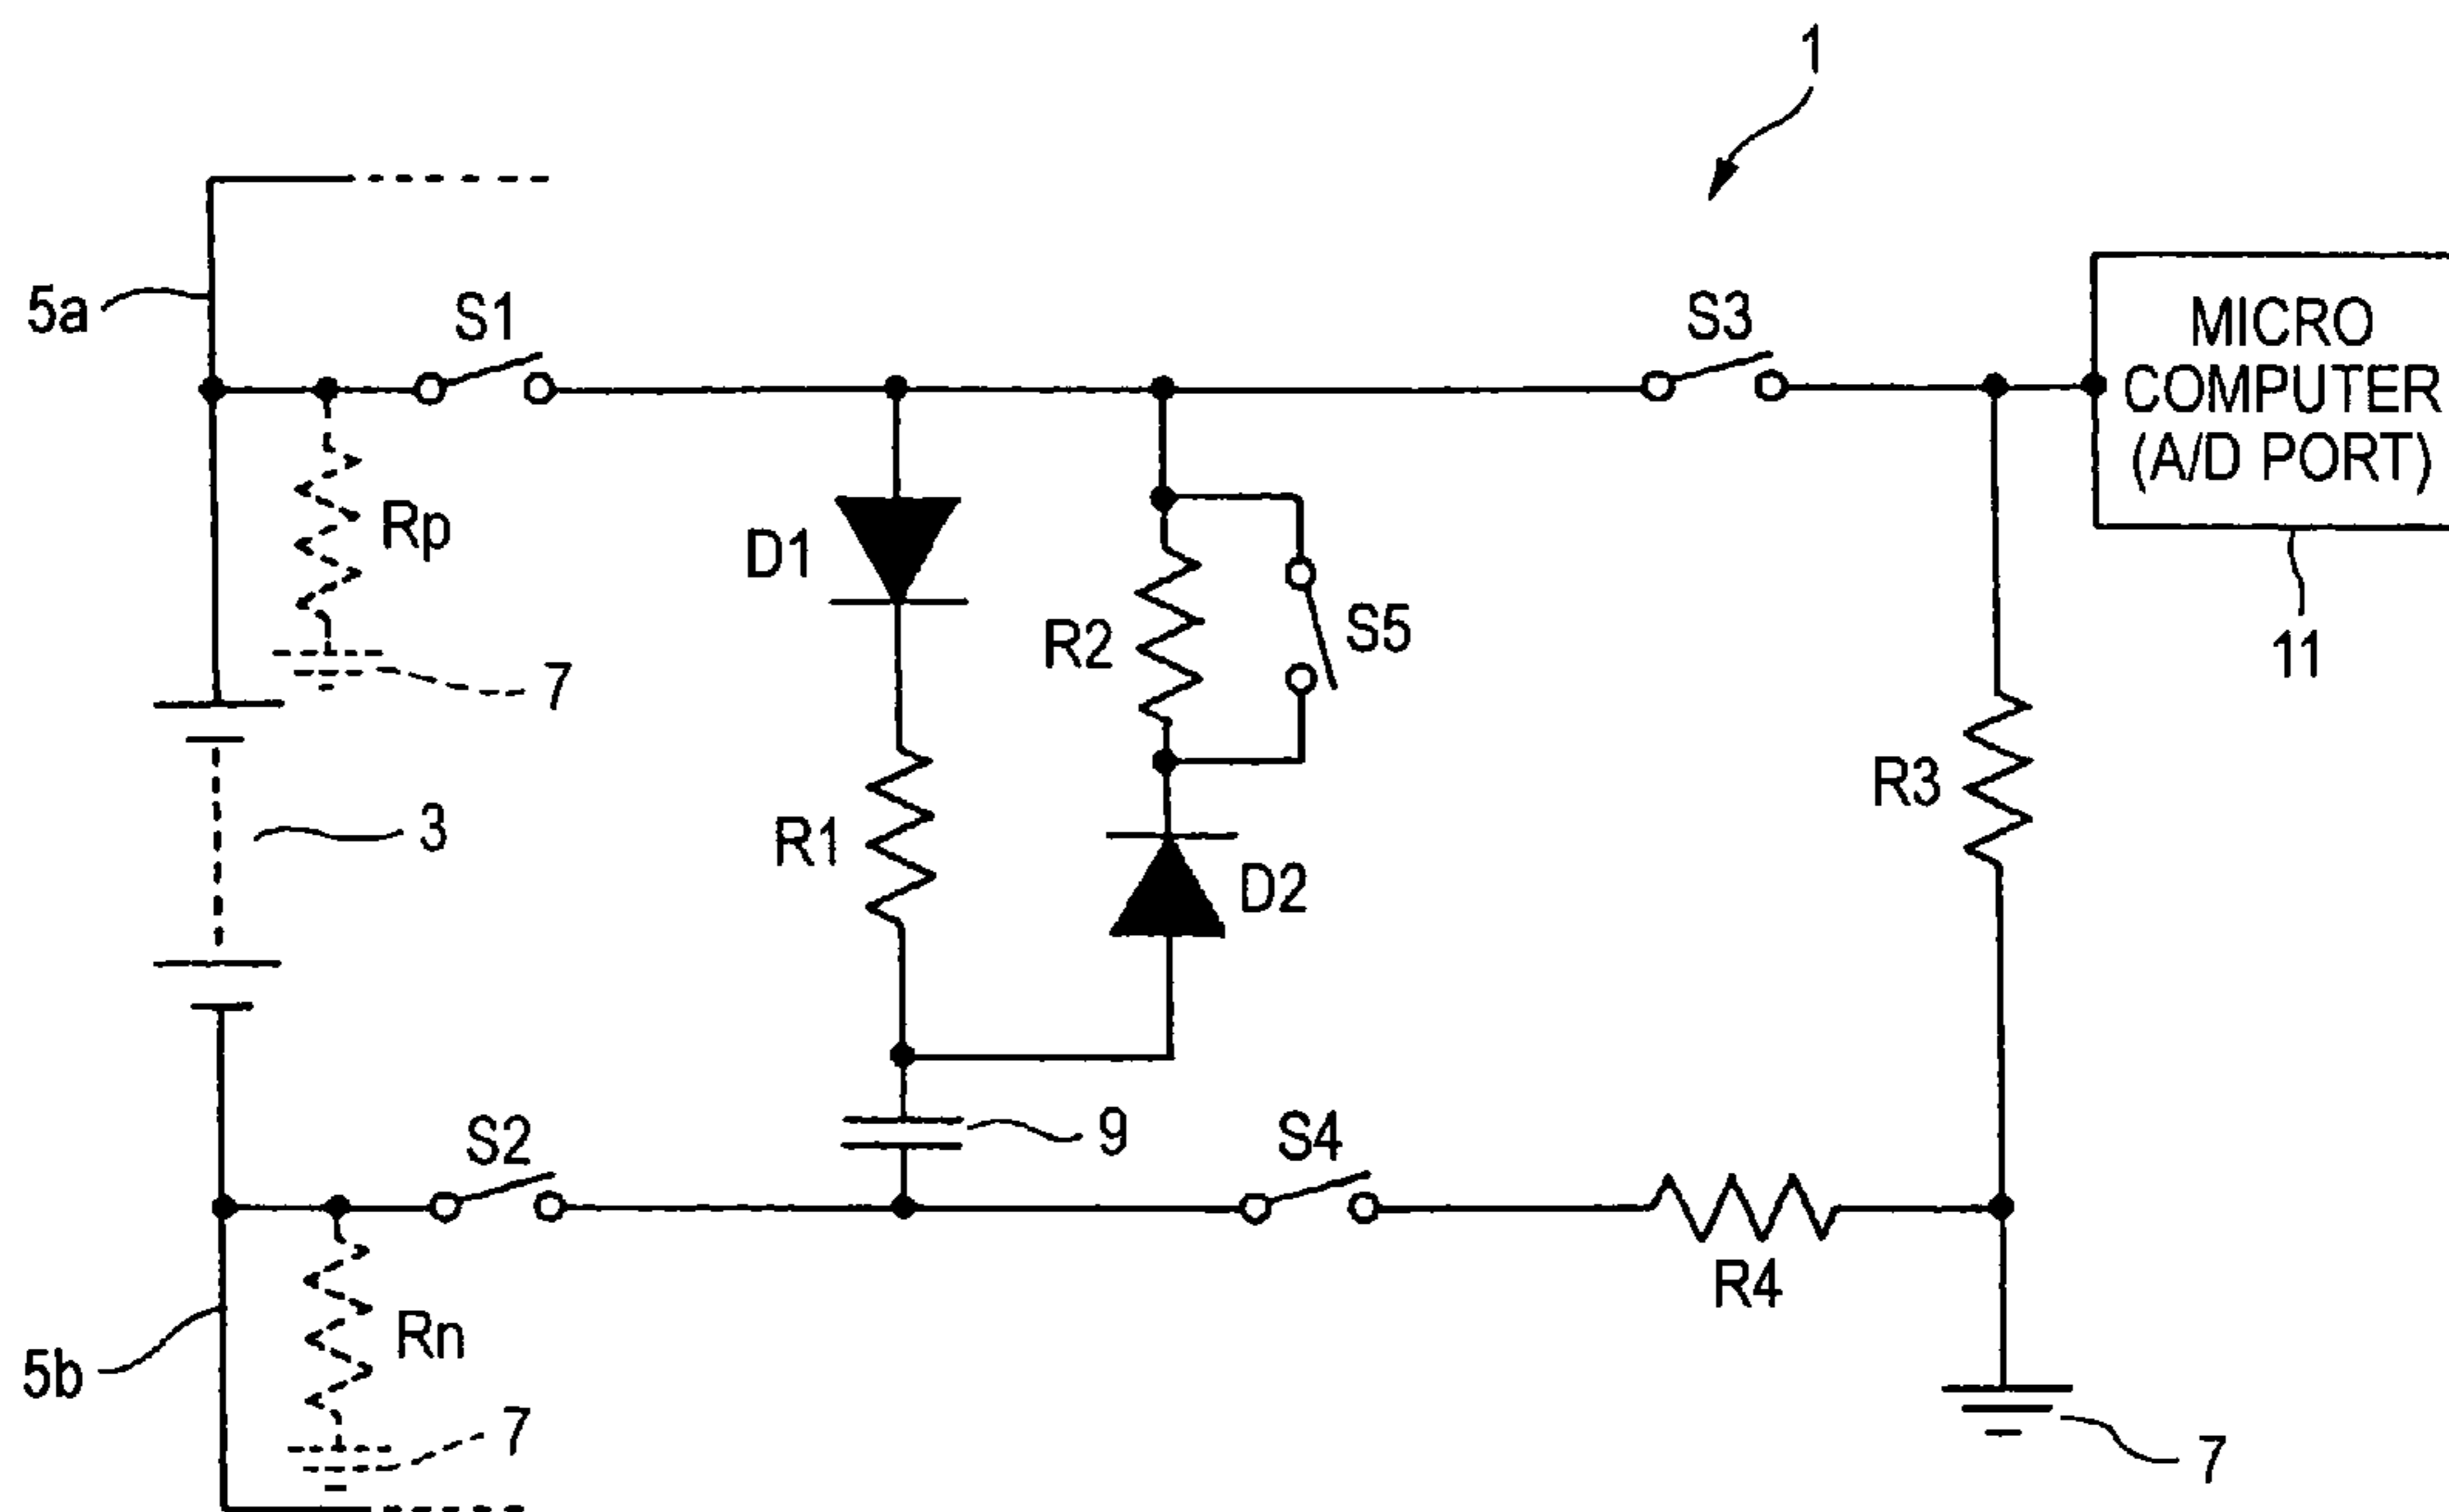 1
5a
S1
S3
MICRO
COMPUTER
(A/D PORT)
Rp
D1
R2
S5
11
7
3
R1
R3
D2
S2
9
S4
R4
Rn
5b
7
7